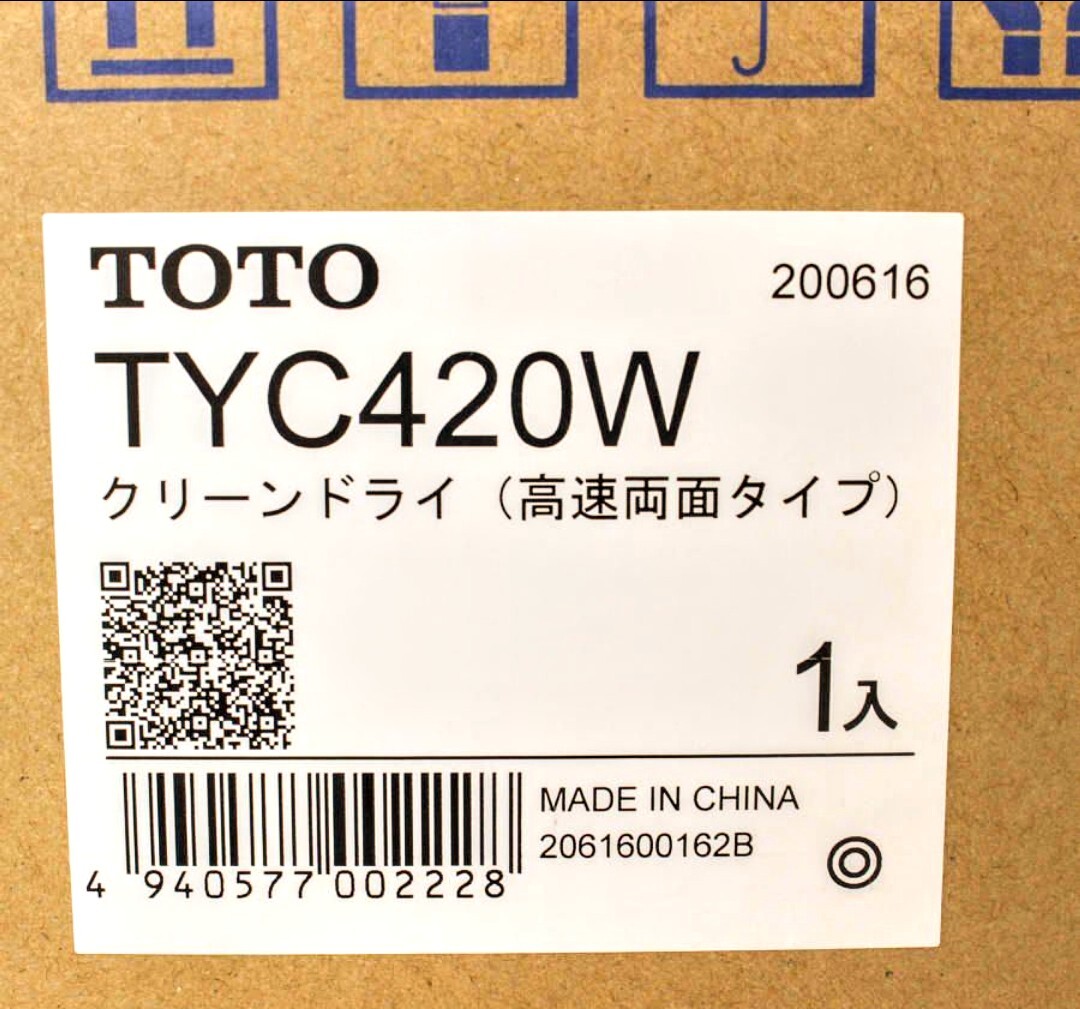 TOTO
200616
TYC420W
クリーンドライ（高速両面タイプ）
1入
MADE IN CHINA
2061600162B
4 940577 002228